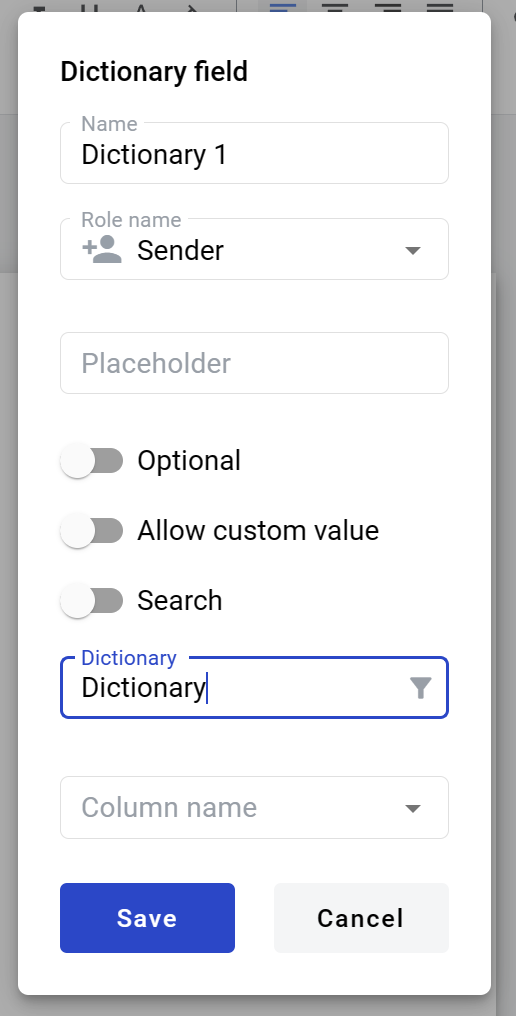 Dictionary field
Name
Dictionary 1
Role name
Sender
Placeholder
Optional
Allow custom value
Search
Dictionary
Dictionary
Column name
Save
Cancel